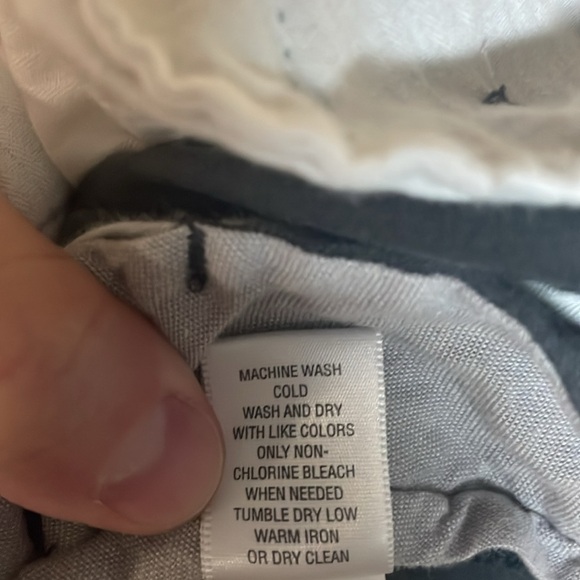 MACHINE WASH
COLD
WASH AND DRY
WITH LIKE COLORS
ONLY NON-
CHLORINE BLEACH
WHEN NEEDED
TUMBLE DRY LOW
WARM IRON
OR DRY CLEAN